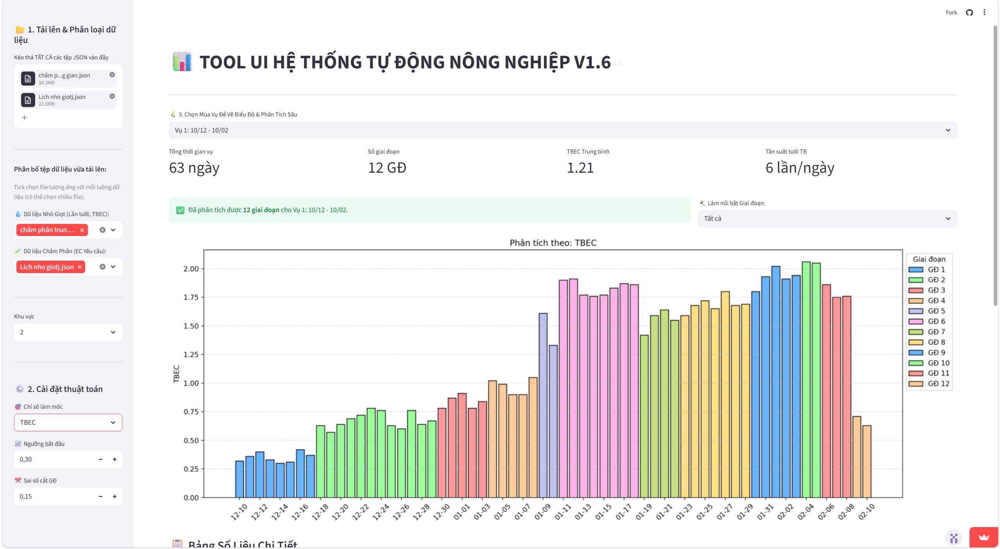 Fork
1. Tải lên & Phân loại dữ
liệu
Kéo thả TẤT CẢ các tệp JSON vào đây
châm p...g gian.json
38.3MB
Lich nho giotj.json
22.6MB
Phân bổ tệp dữ liệu vừa tải lên:
Tick chọn file tương ứng với mỗi luồng dữ
liệu (có thể chọn nhiều file).
Dữ liệu Nhỏ Giọt (Lần tưới, TBEC):
châm phân trun...
Dữ liệu Châm Phân (EC Yêu cầu):
Lich nho giotj.json
Khu vực
2
2. Cài đặt thuật toán
Chỉ số làm mốc
TBEC
Ngưỡng bắt đầu
0,30
Sai số cắt GĐ
0,15
TOOL UI HỆ THỐNG TỰ ĐỘNG NÔNG NGHIỆP V1.6
3. Chọn Mùa Vụ Để Vẽ Biểu Đồ & Phân Tích Sâu
Vụ 1: 10/12 - 10/02
Tổng thời gian vụ
63 ngày
Số giai đoạn
12 GĐ
TBEC Trung bình
1.21
Tần suất tưới TB
6 lần/ngày
Đã phân tích được 12 giai đoạn cho Vụ 1: 10/12 - 10/02.
Làm nổi bật Giai đoạn:
Tất cả
Phân tích theo: TBEC
TBEC
2.00
1.75
1.50
1.25
1.00
0.75
0.50
0.25
0.00
12-10
12-12
12-14
12-16
12-18
12-20
12-22
12-24
12-26
12-28
12-30
01-01
01-03
01-05
01-07
01-09
01-11
01-13
01-15
01-17
01-19
01-21
01-23
01-25
01-27
01-29
01-31
02-02
02-04
02-06
02-08
02-10
Giai đoạn
GĐ 1
GĐ 2
GĐ 3
GĐ 4
GĐ 5
GĐ 6
GĐ 7
GĐ 8
GĐ 9
GĐ 10
GĐ 11
GĐ 12
Bảng Số Liệu Chi Tiết